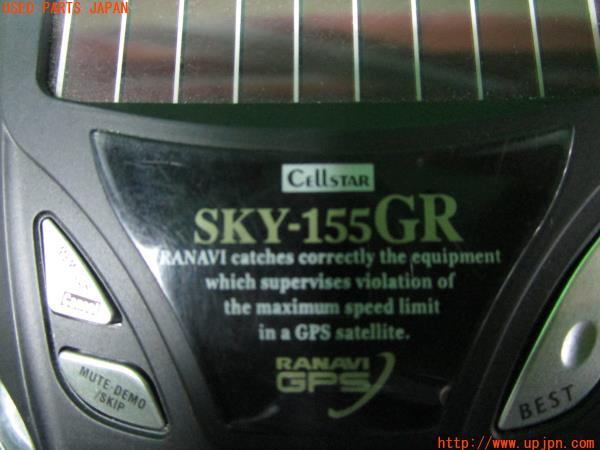 USED PARTS JAPAN
CELLSTAR
SKY-155GR
RANAVI catches correctly the equipment
which supervises violation of
the maximum speed limit
in a GPS satellite.
RANAVI
GPS
MUTE·DEMO
/SKIP
BEST
http://www.upjpn.com/